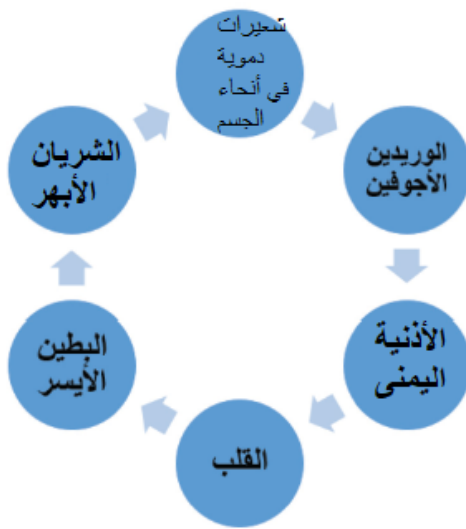 شعيرات
دموية
في أنحاء
الجسم
الوريدين
الأجوفين
الأذنية
اليمنى
القلب
البطين
الأيسر
الشريان
الأبهر